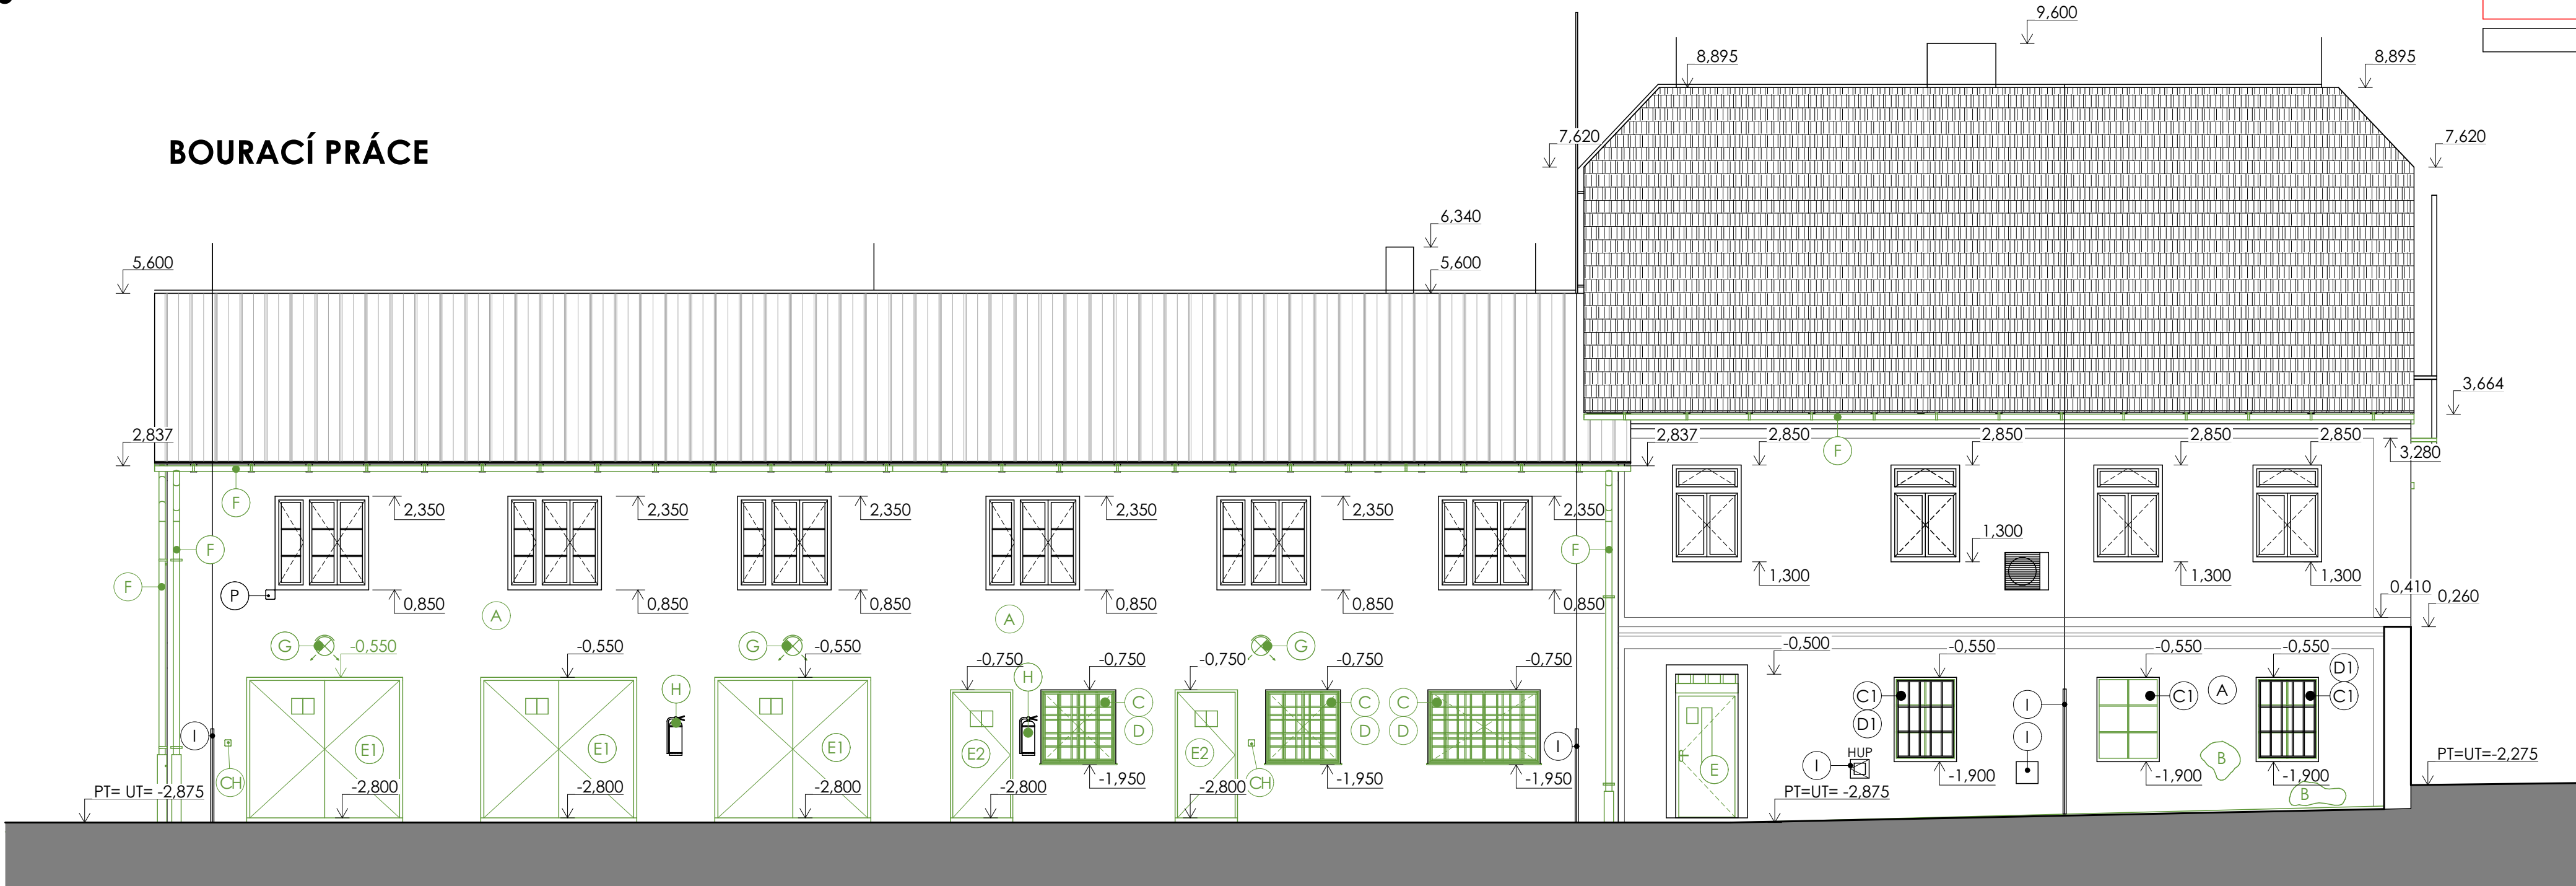 9,600
8,895
8,895
BOURACÍ PRÁCE
7,620
7,620
6,340
5,600
5,600
3,664
2,837
2,837
2,850
2,850
2,850
2,850
F
3,280
F
2,350
2,350
2,350
2,350
2,350
2,350
F
F
1,300
F
1,300
1,300
1,300
P
0,850
0,850
0,850
0,850
0,850
0,850
0,410
0,260
A
A
G
-0,550
-0,550
G
-0,550
G
-0,500
-0,550
-0,550
-0,550
-0,750
-0,750
-0,750
-0,750
-0,750
D1
H
H
C
C
C
C1
I
C1
A
C1
D
D
D
D1
I
I
E1
E1
E1
E2
E2
I
HUP
I
E
B
PT=UT=-2,275
CH
CH
-1,950
-1,950
-1,950
-1,900
-1,900
-1,900
PT= UT= -2,875
-2,800
-2,800
-2,800
-2,800
-2,800
PT=UT= -2,875
B